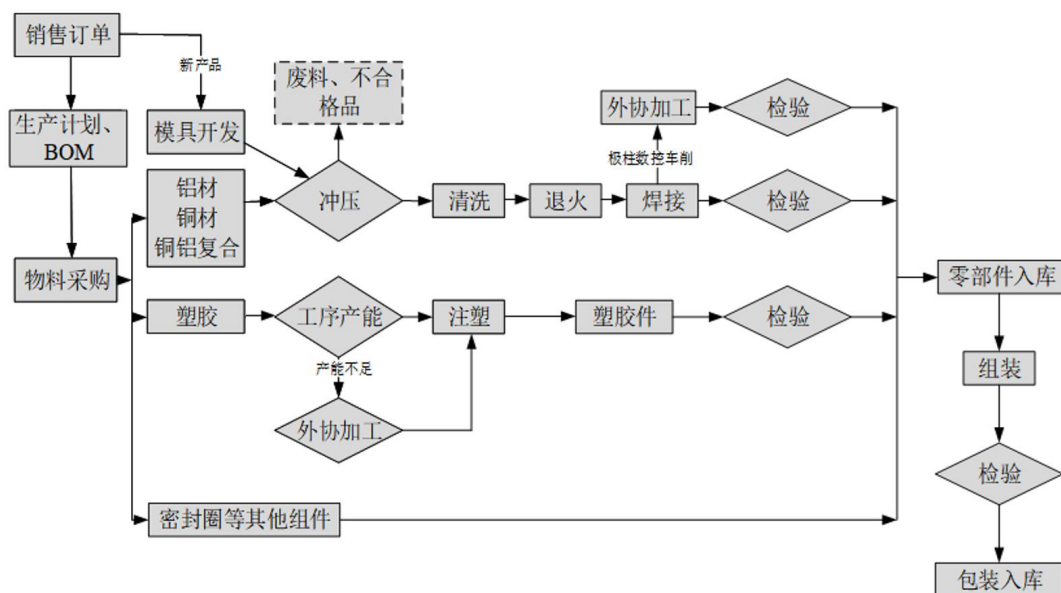 销售订单
新产品
废料、不合
格品
生产计划、
BOM
模具开发
外协加工
检验
极柱数控车削
铝材
铜材
铜铝复合
冲压
清洗
退火
焊接
检验
物料采购
零部件入库
塑胶
工序产能
注塑
塑胶件
检验
产能不足
组装
外协加工
检验
密封圈等其他组件
包装入库